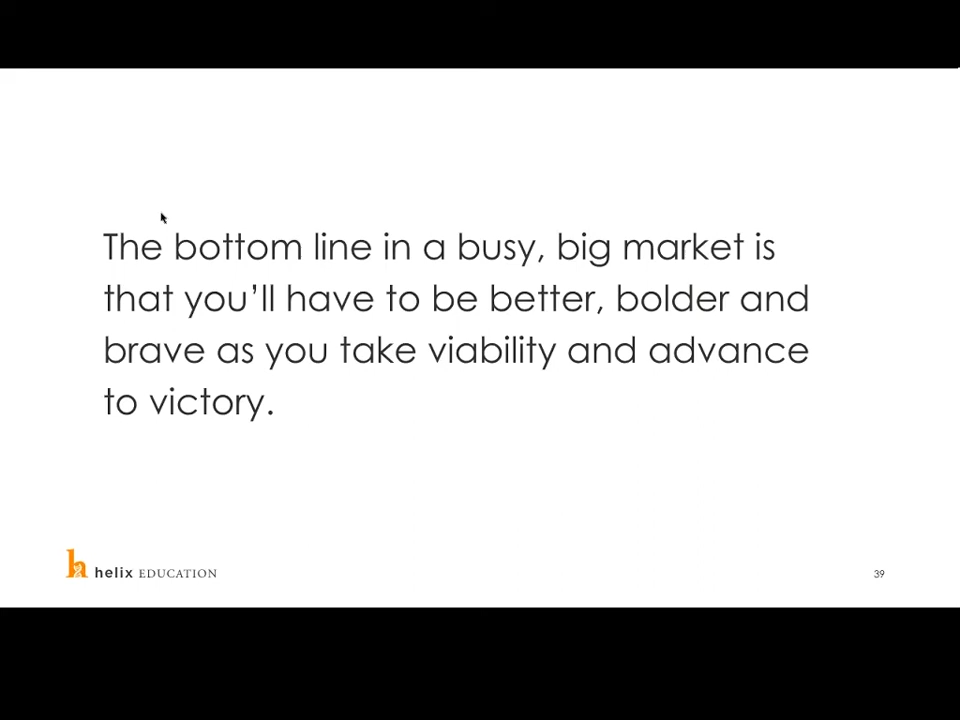 The bottom line in a busy, big market is
that you’ll have to be better, bolder and
brave as you take viability and advance
to victory.
helix EDUCATION
39